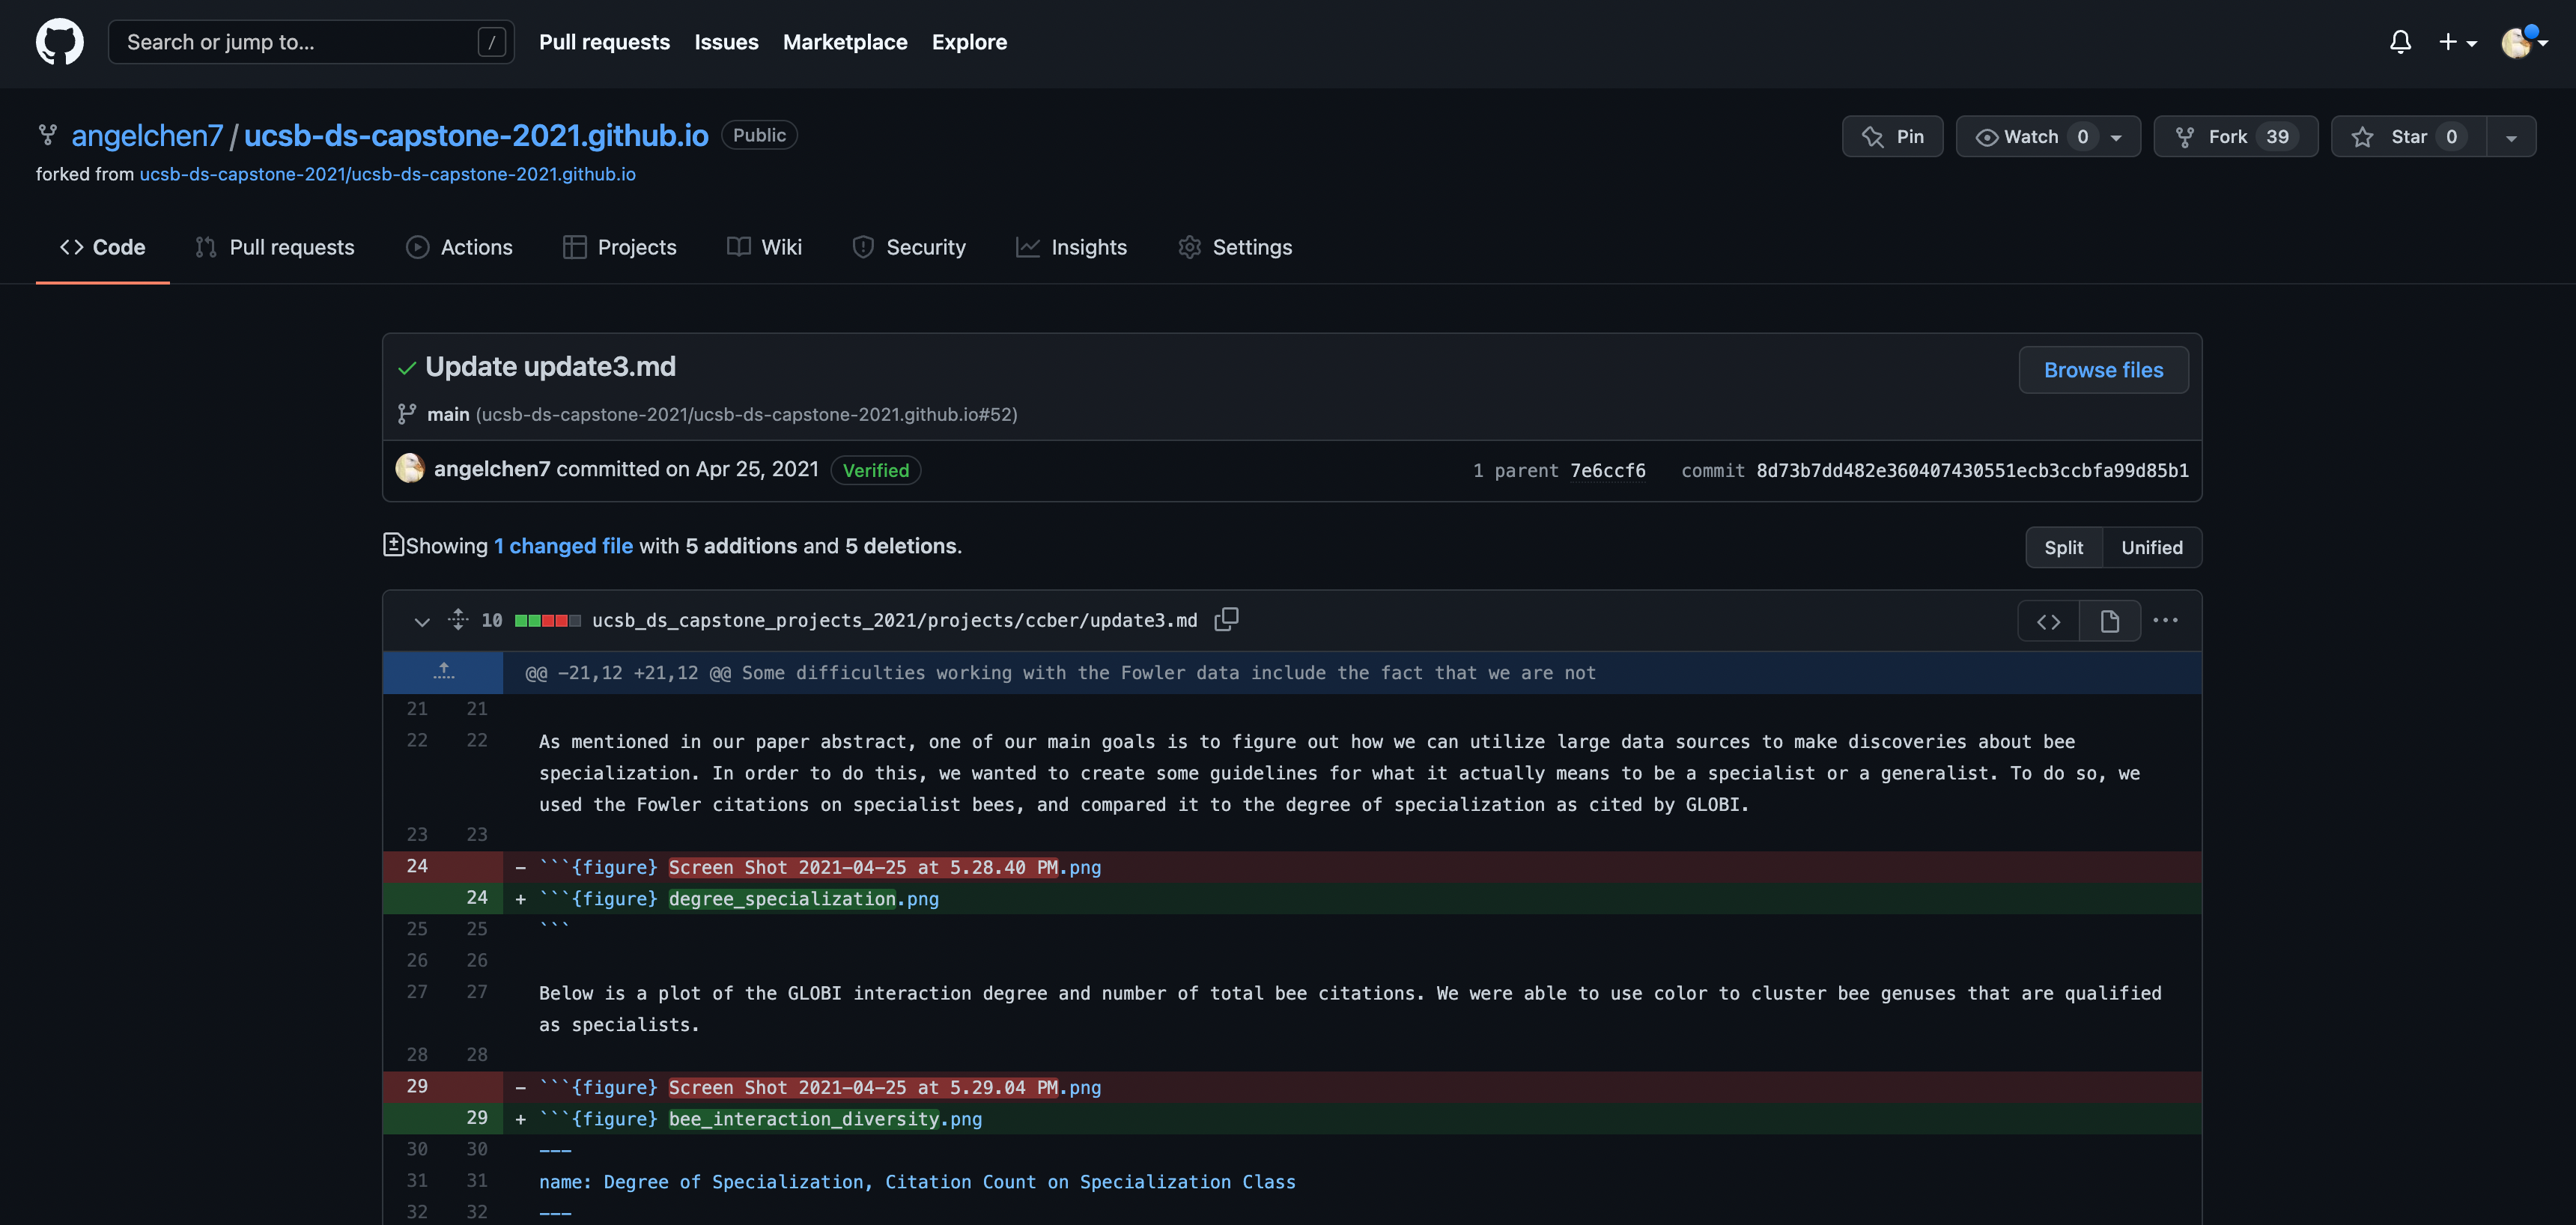 Search or jump to... /
Pull requests Issues Marketplace Explore
angelchen7 / ucsb-ds-capstone-2021.github.io Public
Pin Watch 0 Fork 39 Star 0
forked from ucsb-ds-capstone-2021/ucsb-ds-capstone-2021.github.io
Code Pull requests Actions Projects Wiki Security Insights Settings
Update update3.md
Browse files
main (ucsb-ds-capstone-2021/ucsb-ds-capstone-2021.github.io#52)
angelchen7 committed on Apr 25, 2021 Verified
1 parent 7e6ccf6 commit 8d73b7dd482e360407430551ecb3ccbfa99d85b1
Showing 1 changed file with 5 additions and 5 deletions.
Split Unified
10 ucsb_ds_capstone_projects_2021/projects/ccber/update3.md
@@ -21,12 +21,12 @@ Some difficulties working with the Fowler data include the fact that we are not
21 21
22 22 As mentioned in our paper abstract, one of our main goals is to figure out how we can utilize large data sources to make discoveries about bee
specialization. In order to do this, we wanted to create some guidelines for what it actually means to be a specialist or a generalist. To do so, we
used the Fowler citations on specialist bees, and compared it to the degree of specialization as cited by GLOBI.
23 23
24 - ```{figure} Screen Shot 2021-04-25 at 5.28.40 PM.png
24 + ```{figure} degree_specialization.png
25 25 ```
26 26
27 27 Below is a plot of the GLOBI interaction degree and number of total bee citations. We were able to use color to cluster bee genuses that are qualified
as specialists.
28 28
29 - ```{figure} Screen Shot 2021-04-25 at 5.29.04 PM.png
29 + ```{figure} bee_interaction_diversity.png
30 30 ---
31 31 name: Degree of Specialization, Citation Count on Specialization Class
32 32 ---